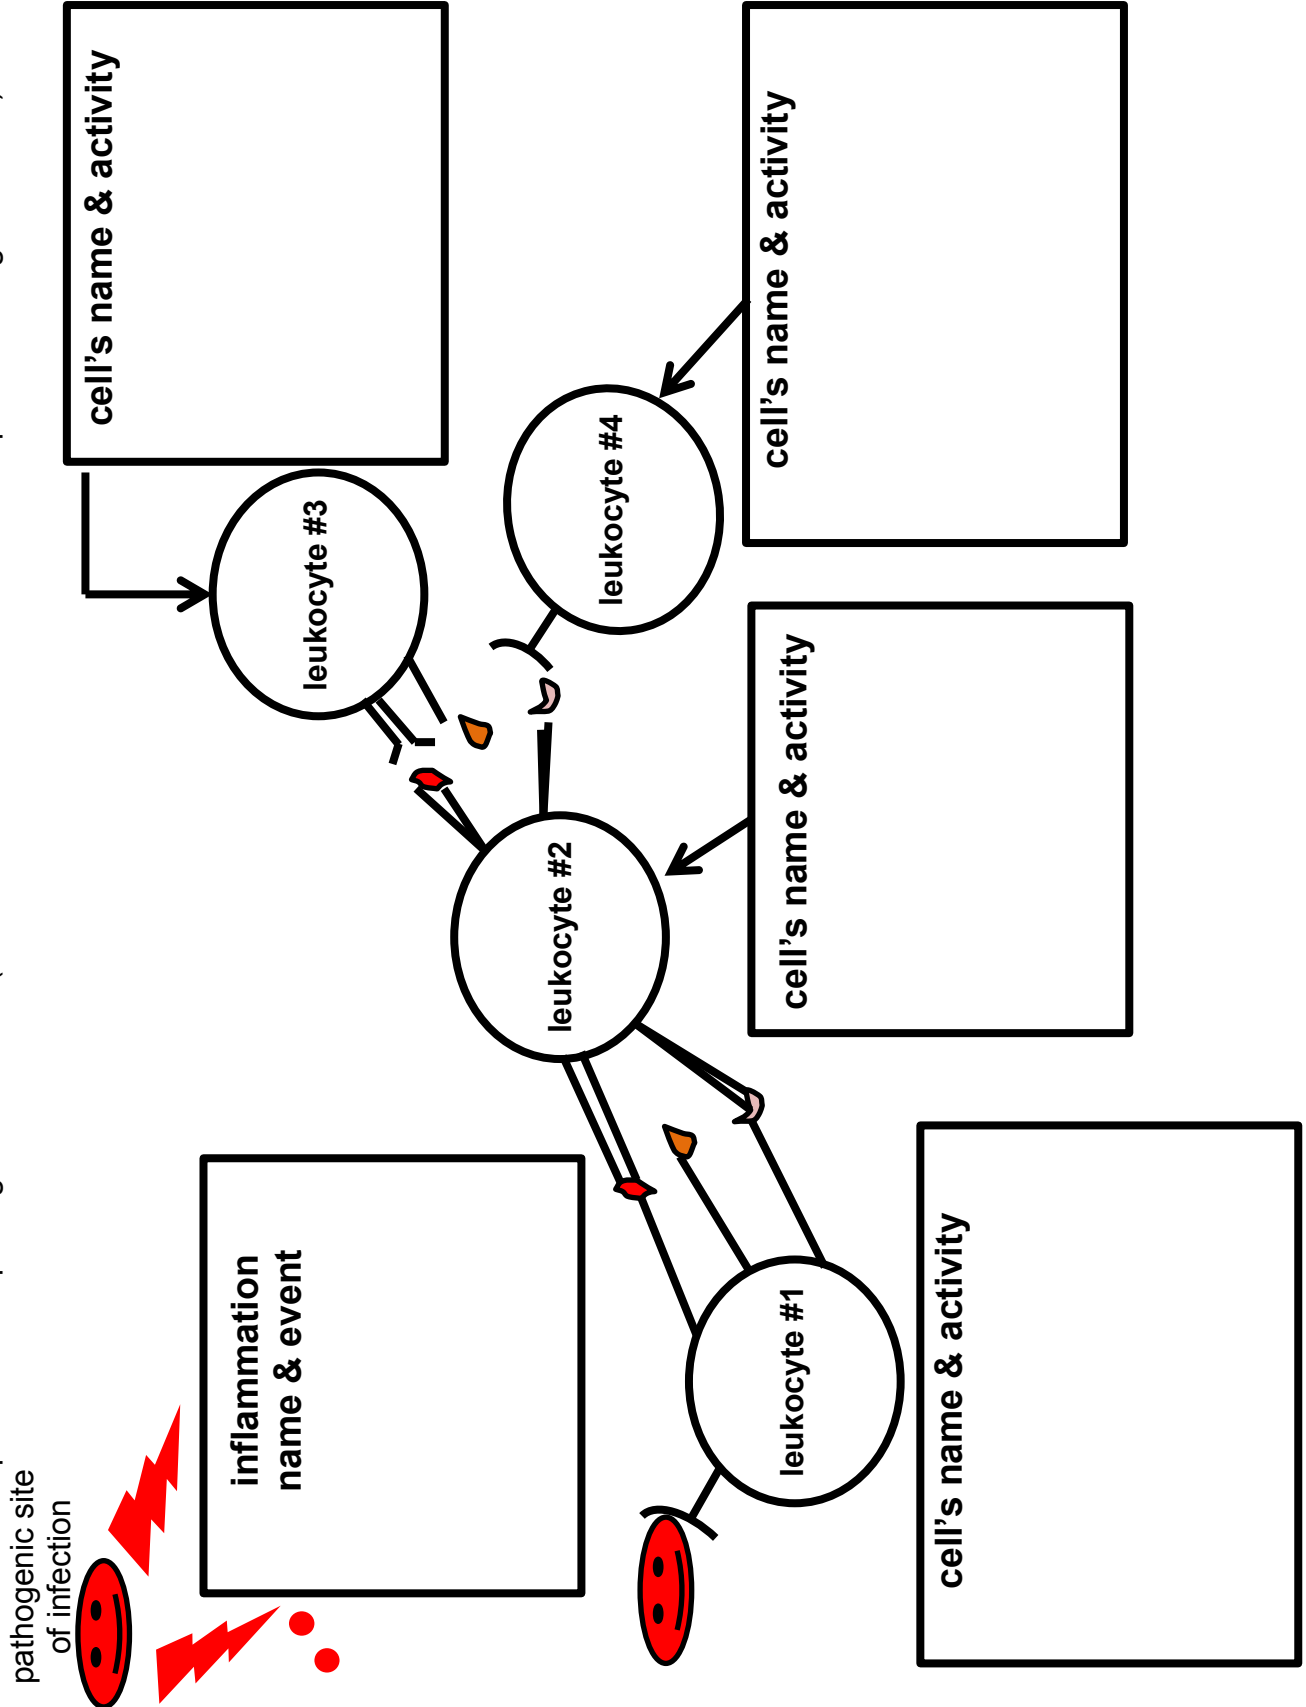 pathogenic site
of infection
inflammation
name & event
cell's name & activity
leukocyte #1
leukocyte #2
cell's name & activity
leukocyte #3
cell's name & activity
leukocyte #4
cell's name & activity